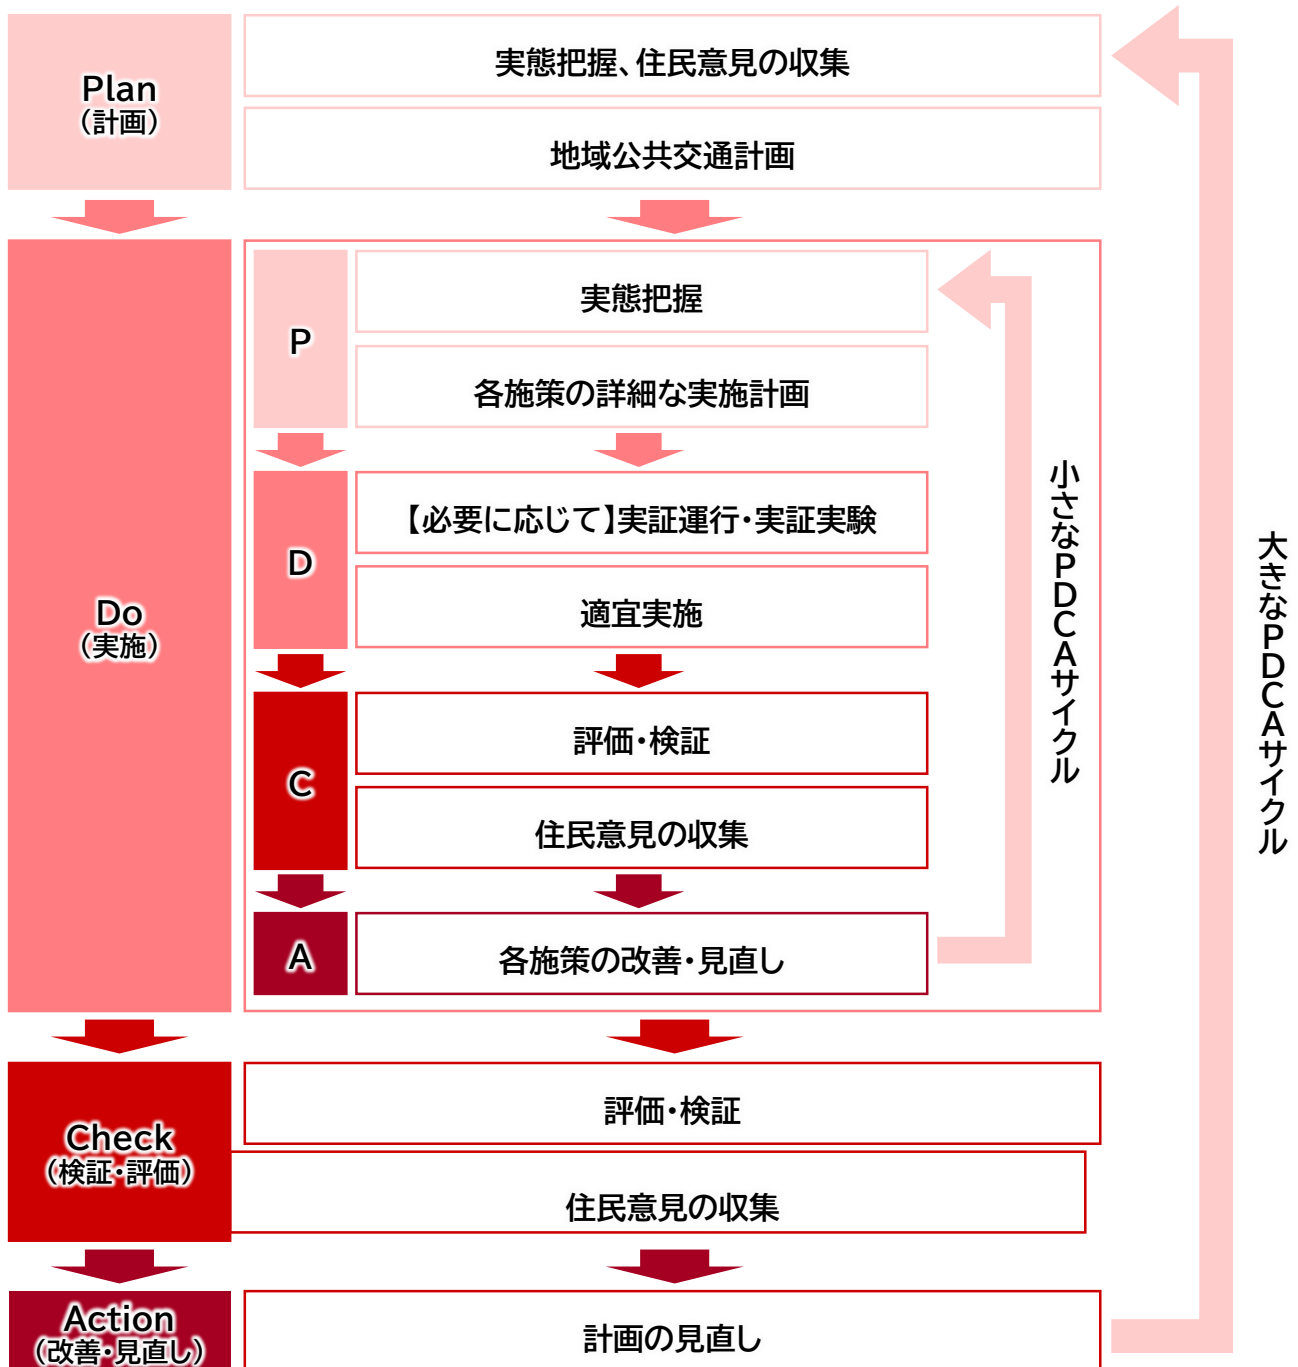 Plan
（計画）
実態把握、住民意見の収集
地域公共交通計画
Do
（実施）
P
実態把握
各施策の詳細な実施計画
D
【必要に応じて】実証運行・実証実験
適宜実施
C
評価・検証
住民意見の収集
A
各施策の改善・見直し
小さなPDCAサイクル
大きなPDCAサイクル
Check
（検証・評価）
評価・検証
住民意見の収集
Action
（改善・見直し）
計画の見直し